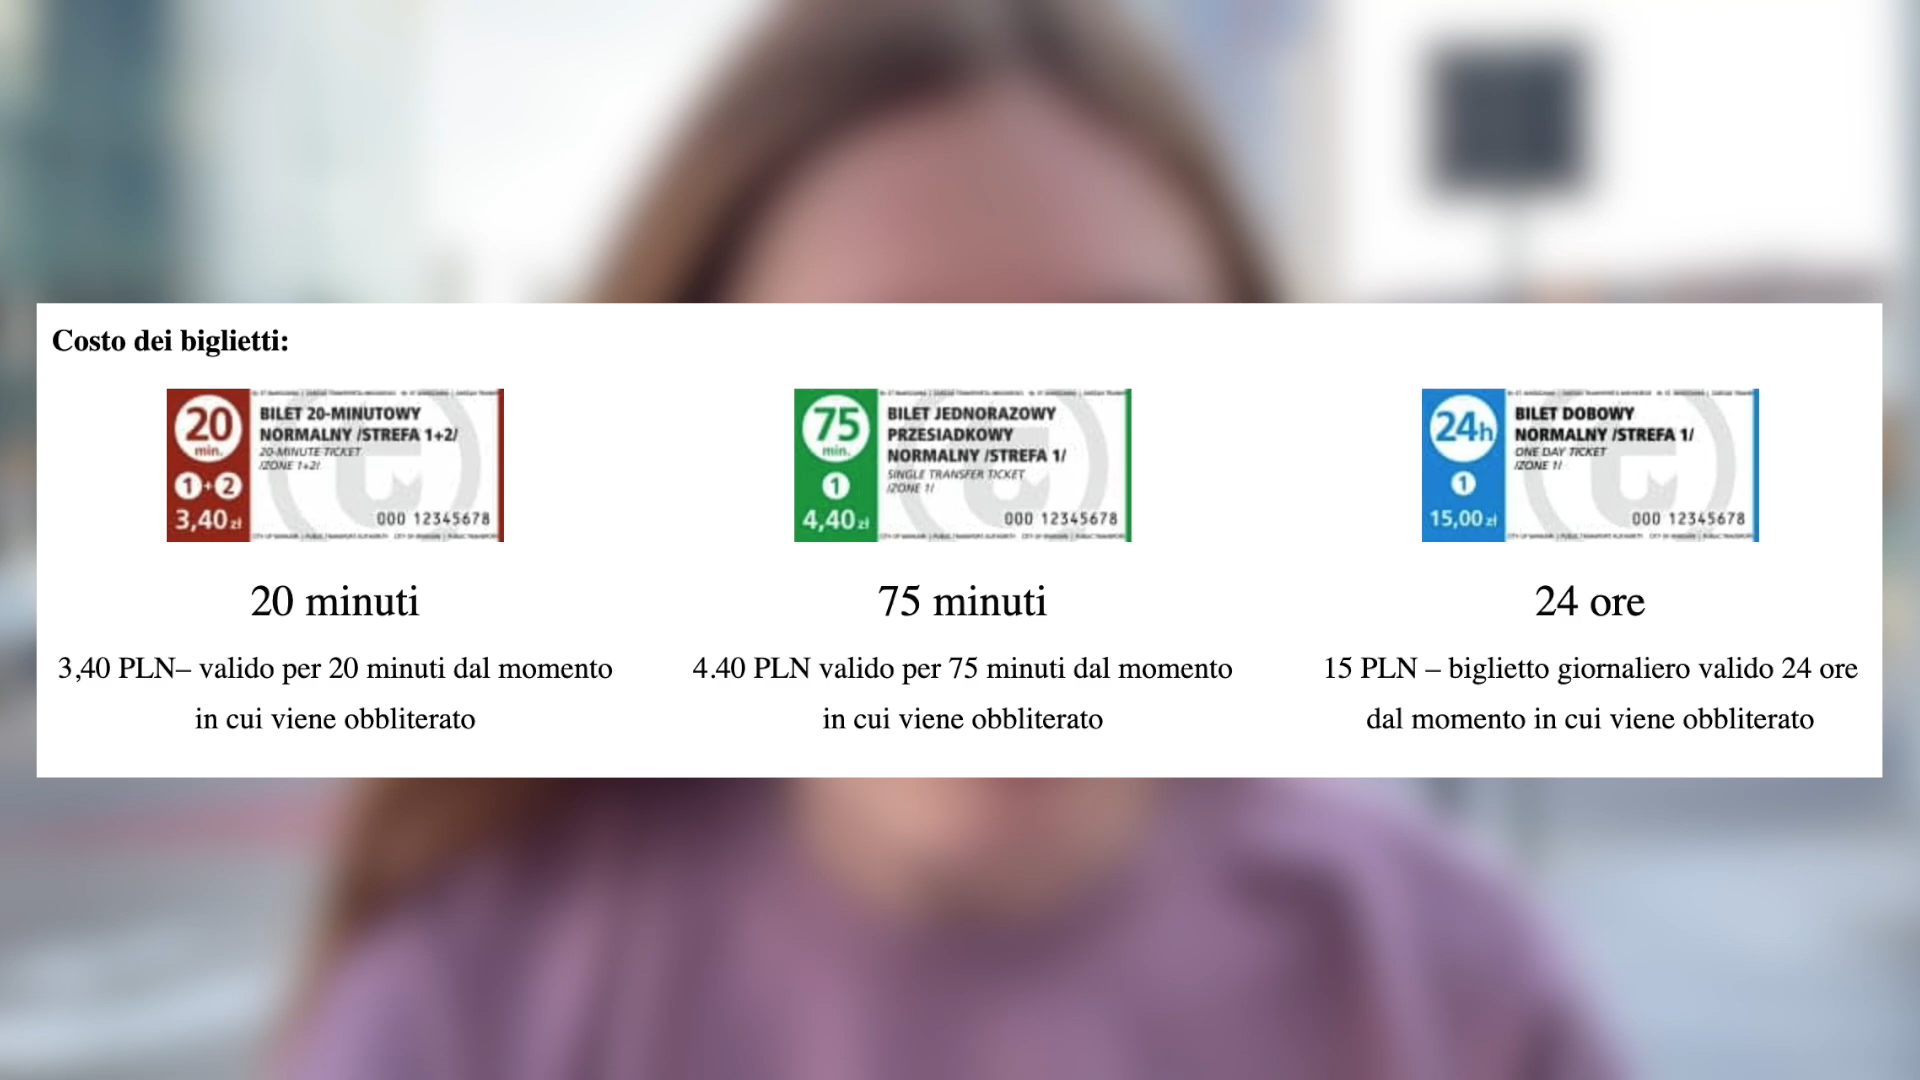 Costo dei biglietti:
20
min.
1+2
3,40 zł
BILET 20-MINUTOWY
NORMALNY /STREFA 1+2/
20-MINUTE TICKET
/ZONE 1+2/
000 12345678
75
min.
1
4,40 zł
BILET JEDNORAZOWY
PRZESIADKOWY
NORMALNY /STREFA 1/
SINGLE TRANSFER TICKET
/ZONE 1/
000 12345678
24h
1
15,00 zł
BILET DOBOWY
NORMALNY /STREFA 1/
ONE DAY TICKET
/ZONE 1/
000 12345678
20 minuti
75 minuti
24 ore
3,40 PLN– valido per 20 minuti dal momento
in cui viene obbliterato
4.40 PLN valido per 75 minuti dal momento
in cui viene obbliterato
15 PLN – biglietto giornaliero valido 24 ore
dal momento in cui viene obbliterato